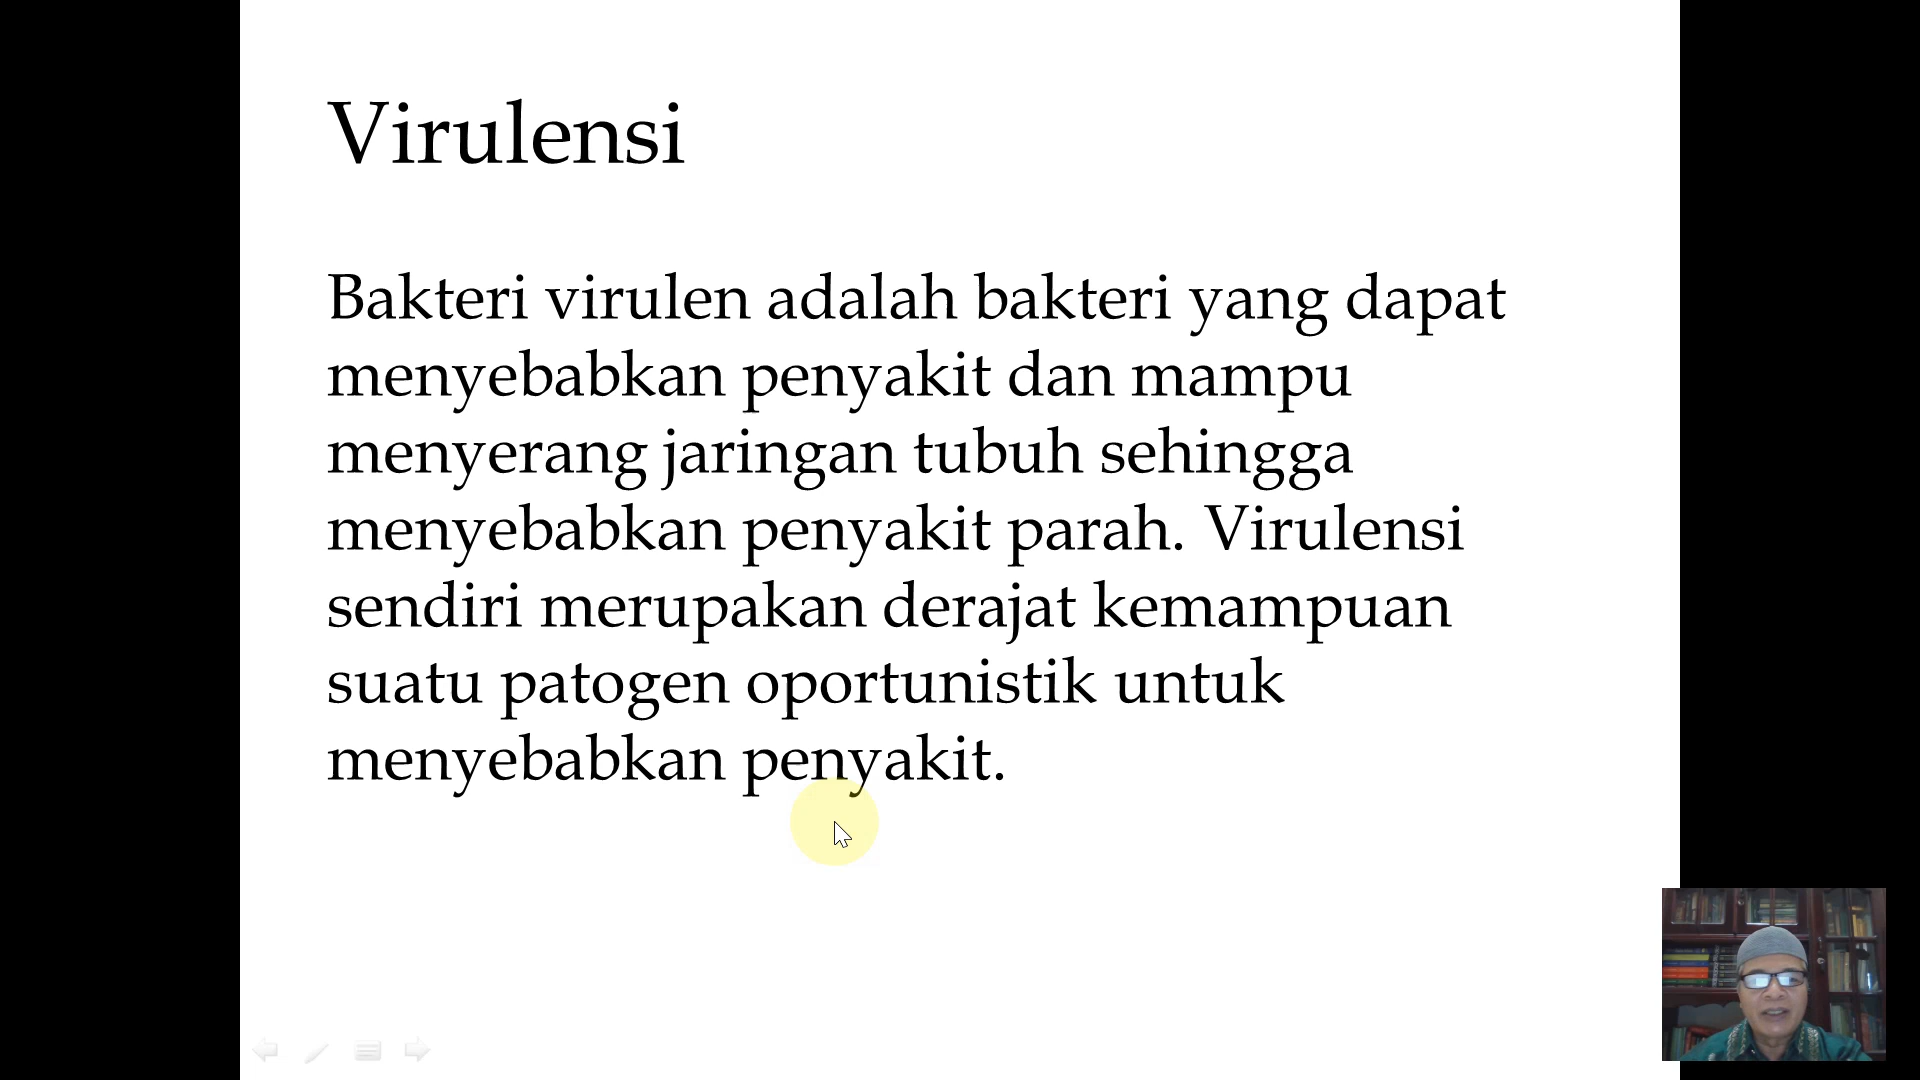 Virulensi
Bakteri virulen adalah bakteri yang dapat
menyebabkan penyakit dan mampu
menyerang jaringan tubuh sehingga
menyebabkan penyakit parah. Virulensi
sendiri merupakan derajat kemampuan
suatu patogen oportunistik untuk
menyebabkan penyakit.